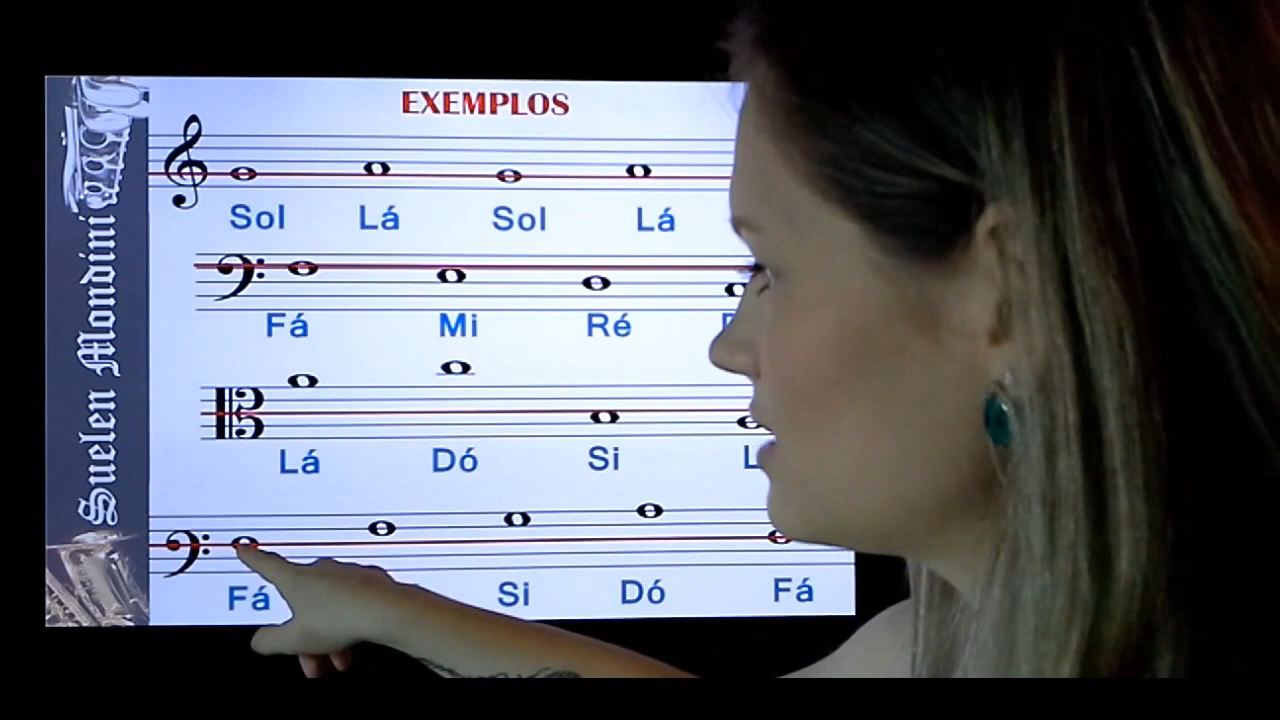 EXEMPLOS
Sol Lá Sol Lá
Fá Mi Ré
Lá Dó Si
Fá Si Dó Fá
Suelen Mondini